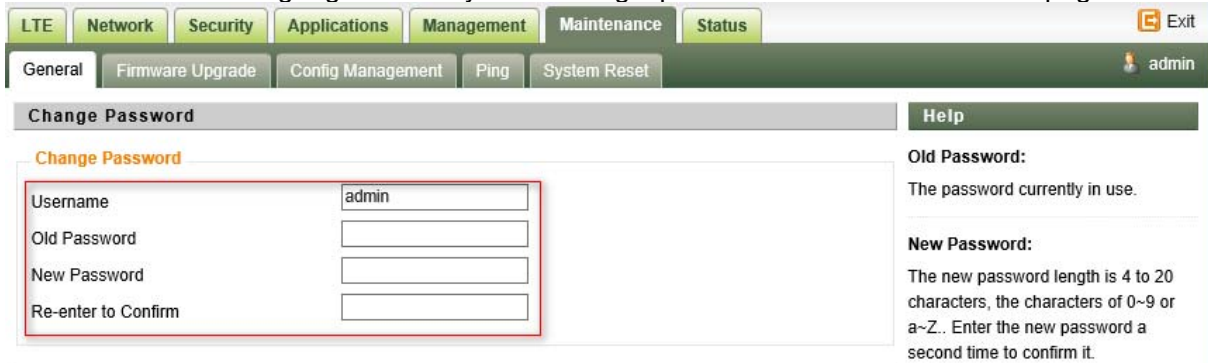 LTE Network Security Applications Management Maintenance Status Exit
General Firmware Upgrade Config Management Ping System Reset admin
Change Password
Change Password
Username admin
Old Password
New Password
Re-enter to Confirm
Help
Old Password:
The password currently in use.
New Password:
The new password length is 4 to 20
characters, the characters of 0~9 or
a~Z.. Enter the new password a
second time to confirm it.